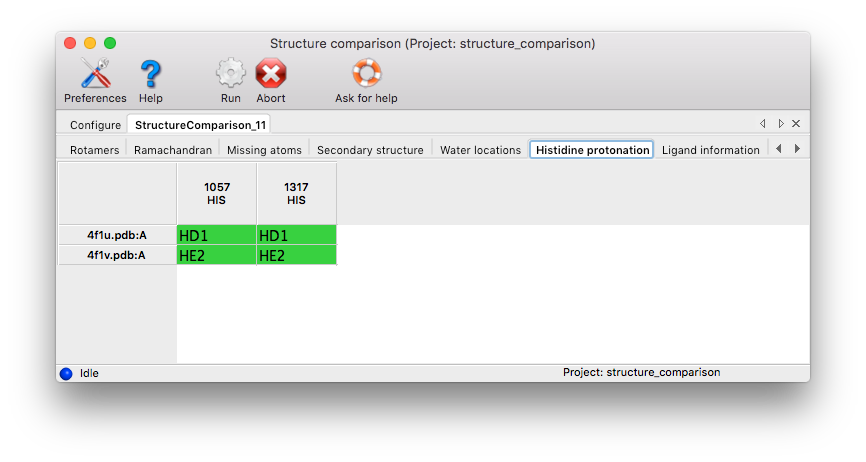 Structure comparison (Project: structure_comparison)
Preferences Help Run Abort Ask for help
Configure StructureComparison_11
Rotamers Ramachandran Missing atoms Secondary structure Water locations Histidine protonation Ligand information
1057 1317
HIS HIS
4f1u.pdb:A HD1 HD1
4f1v.pdb:A HE2 HE2
Idle Project: structure_comparison